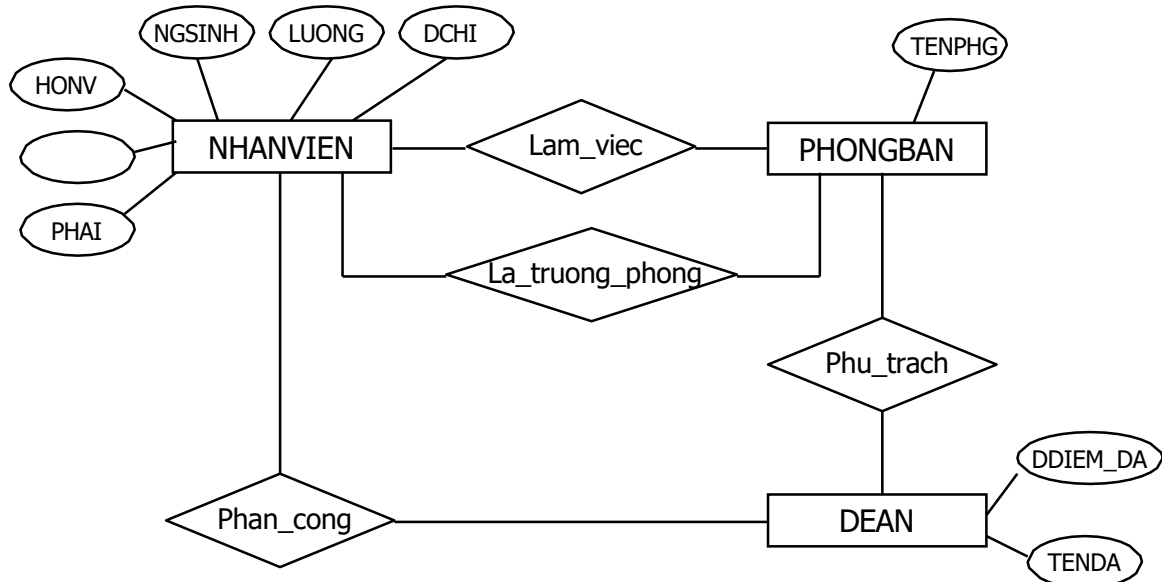 NGSINH
LUONG
DCHI
TENPHG
HONV
NHANVIEN
Lam_viec
PHONGBAN
PHAI
La_truong_phong
Phu_trach
DDIEM_DA
Phan_cong
DEAN
TENDA